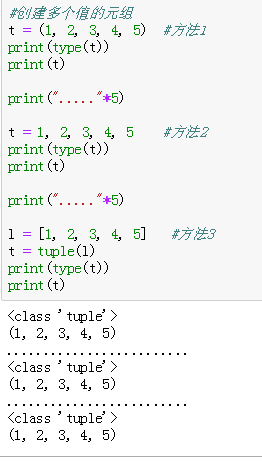 #创建多个值的元组
t = (1, 2, 3, 4, 5)  #方法1
print(type(t))
print(t)
print("....."*5)
t = 1, 2, 3, 4, 5   #方法2
print(type(t))
print(t)
print("....."*5)
l = [1, 2, 3, 4, 5]   #方法3
t = tuple(l)
print(type(t))
print(t)
<class 'tuple'>
(1, 2, 3, 4, 5)
.........................
<class 'tuple'>
(1, 2, 3, 4, 5)
.........................
<class 'tuple'>
(1, 2, 3, 4, 5)